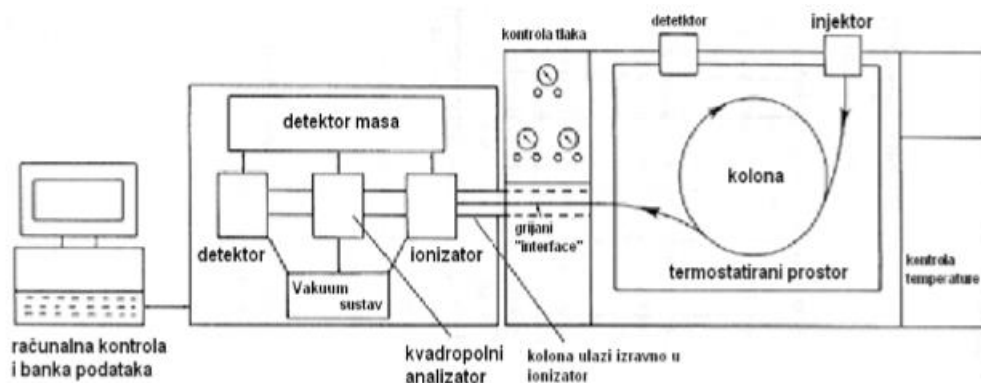 kontrola tlaka
detetktor
injektor
detektor masa
kolona
grijani
"interface"
detektor
ionizator
termostatirani prostor
kontrola
temperature
Vakuum
sustav
računalna kontrola
i banka podataka
kvadropolni
analizator
kolona ulazi izravno u
ionizator